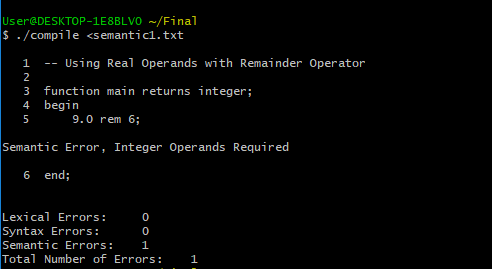 User@DESKTOP-1E8BLVO ~/Final
$ ./compile <semantic1.txt
1 -- Using Real Operands with Remainder Operator
2
3 function main returns integer;
4 begin
5 9.0 rem 6;
Semantic Error, Integer Operands Required
6 end;
Lexical Errors: 0
Syntax Errors: 0
Semantic Errors: 1
Total Number of Errors: 1